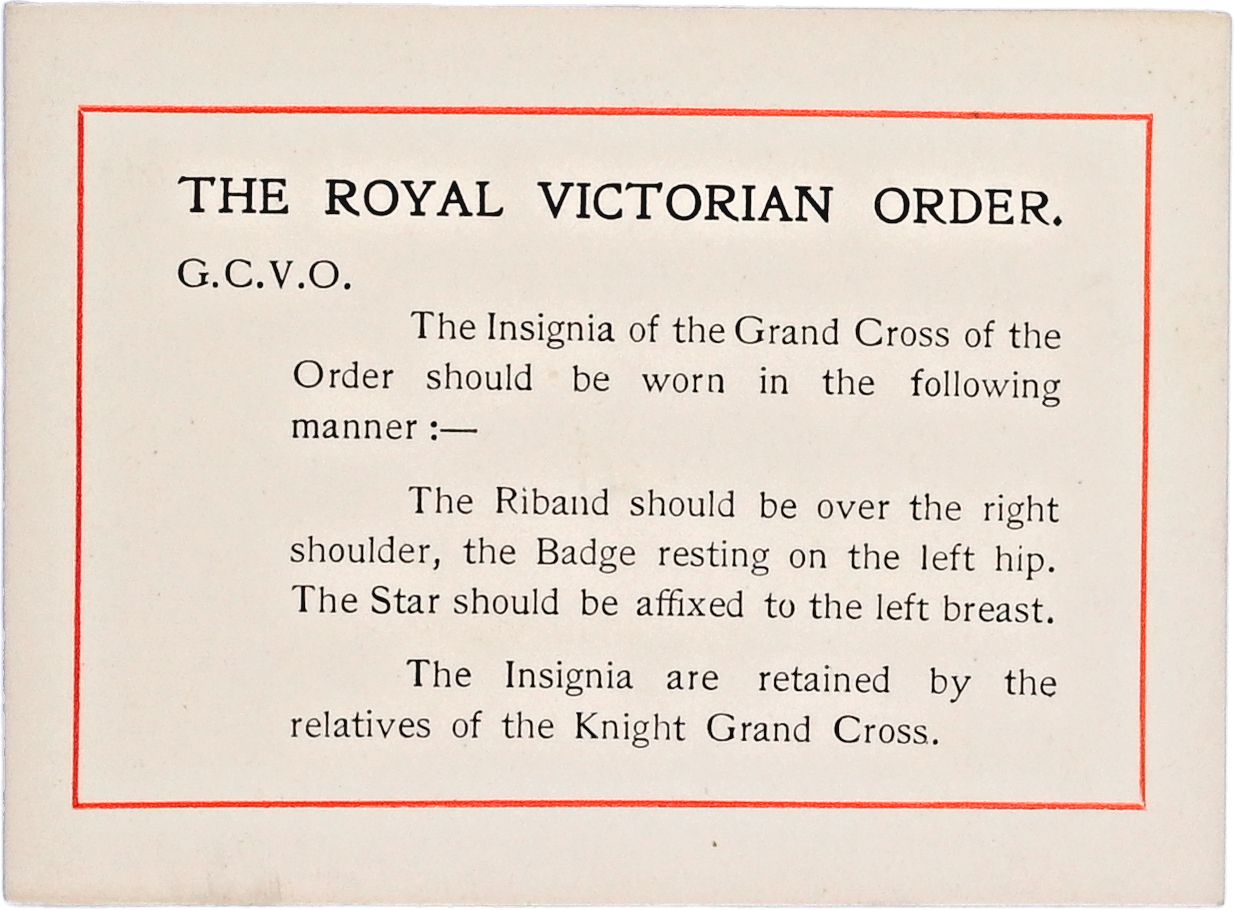 THE ROYAL VICTORIAN ORDER.
G.C.V.O.
The Insignia of the Grand Cross of the
Order should be worn in the following
manner :—
The Riband should be over the right
shoulder, the Badge resting on the left hip.
The Star should be affixed to the left breast.
The Insignia are retained by the
relatives of the Knight Grand Cross.